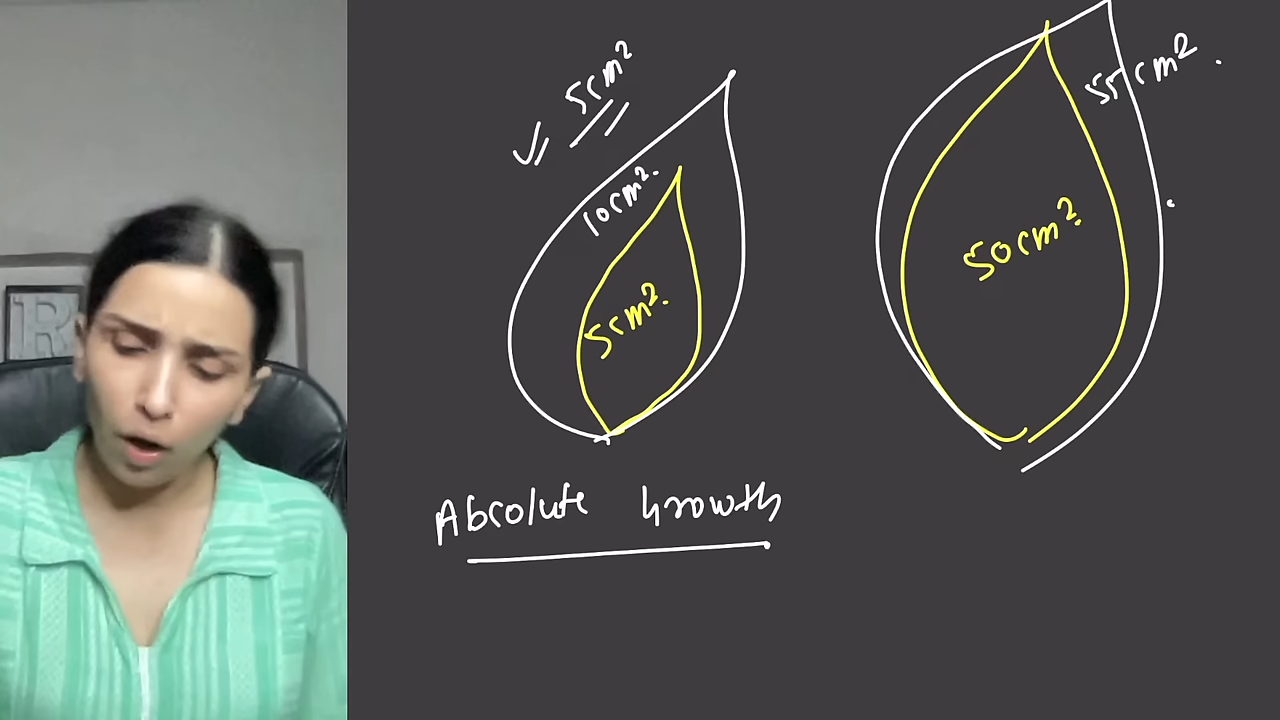 5cm²
10cm².
5cm².
55cm².
50cm².
Absolute Growth
R